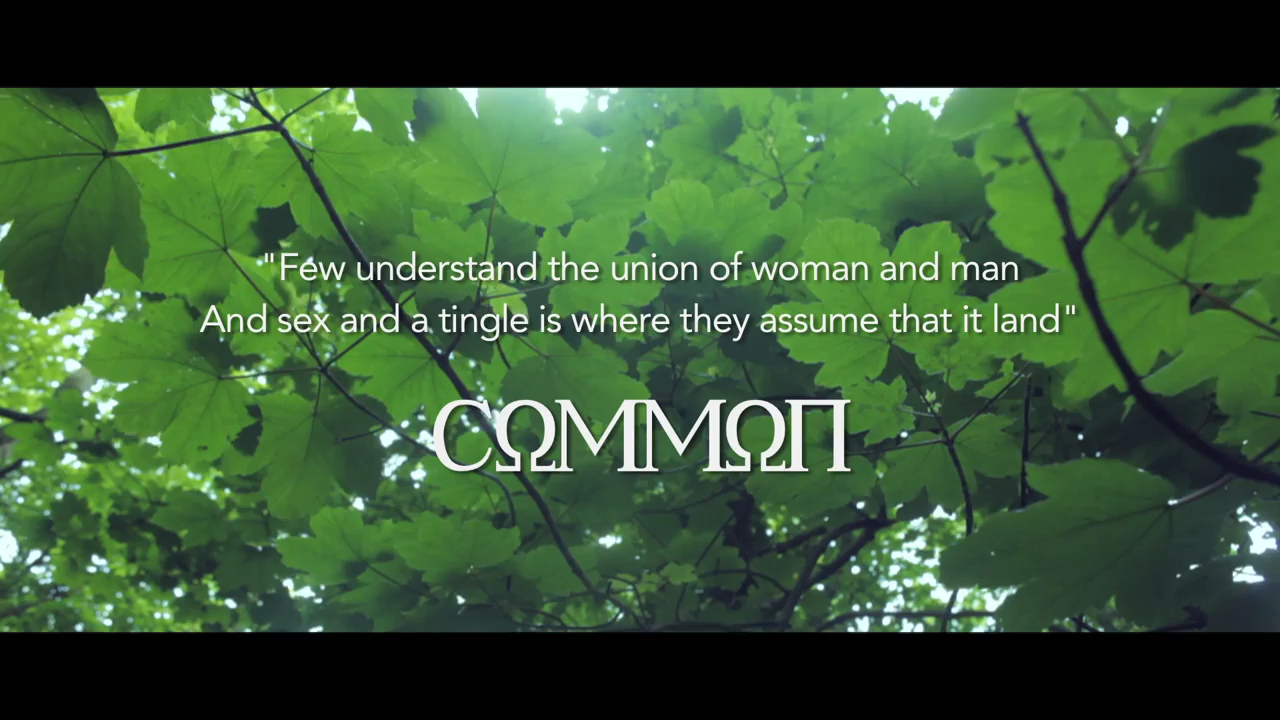 "Few understand the union of woman and man
And sex and a tingle is where they assume that it land"
CΩMMΩΠ